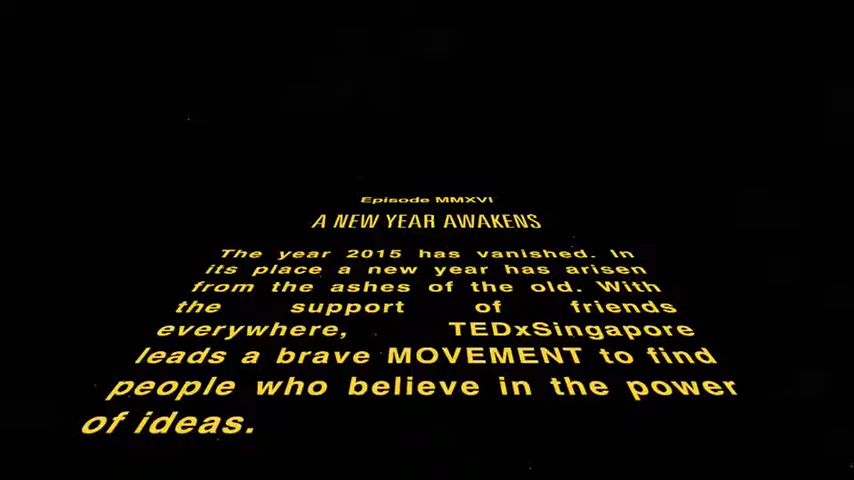 Episode MMXVI
A NEW YEAR AWAKENS
The year 2015 has vanished. In
its place a new year has arisen
from the ashes of the old. With
the support of friends
everywhere, TEDxSingapore
leads a brave MOVEMENT to find
people who believe in the power
of ideas.